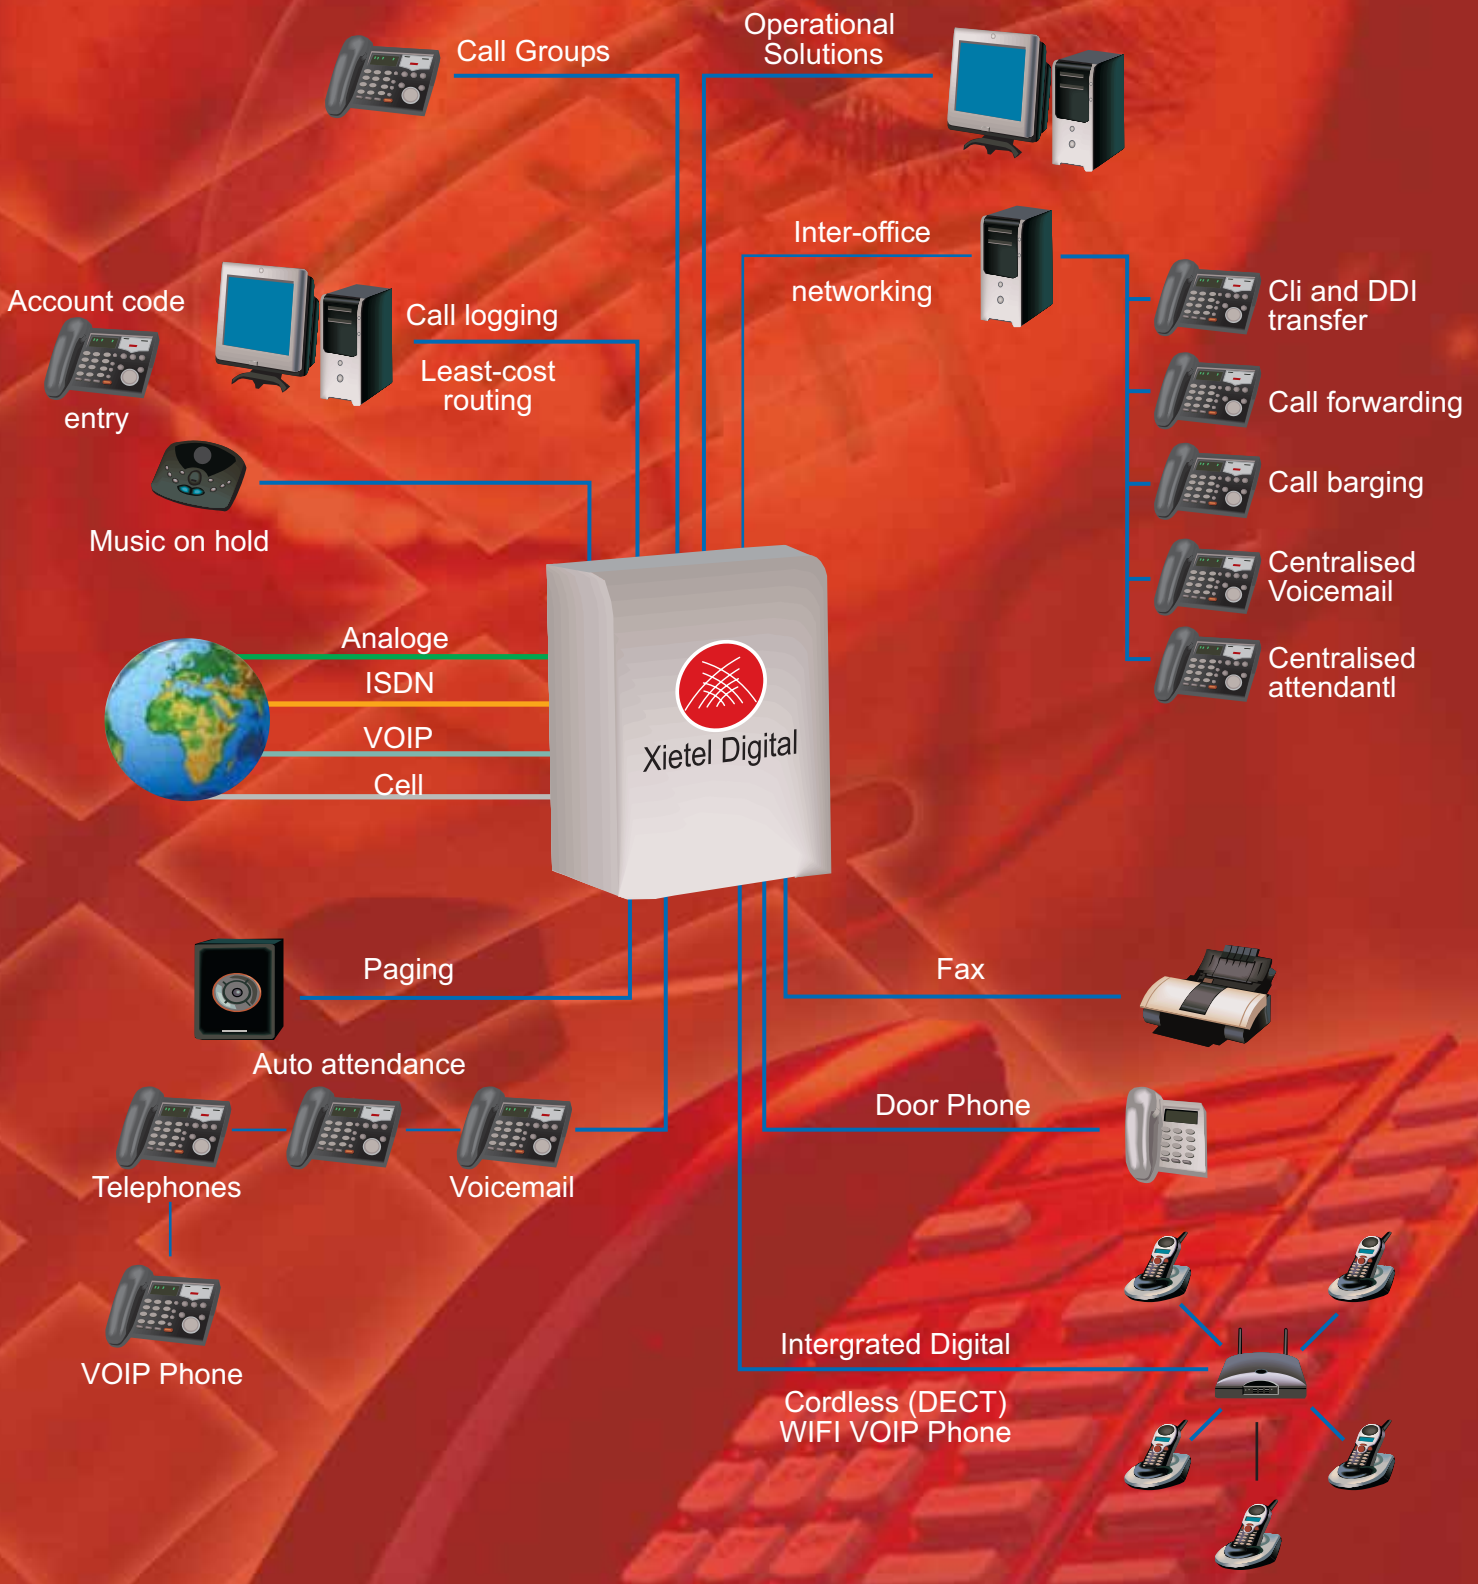 Call Groups
Operational
Solutions
Inter-office
networking
Cli and DDI
transfer
Call forwarding
Call barging
Centralised
Voicemail
Centralised
attendantl
Account code
entry
Call logging
Least-cost
routing
Music on hold
Analoge
ISDN
VOIP
Cell
Xietel Digital
Paging
Auto attendance
Telephones
Voicemail
VOIP Phone
Fax
Door Phone
Intergrated Digital
Cordless (DECT)
WIFI VOIP Phone